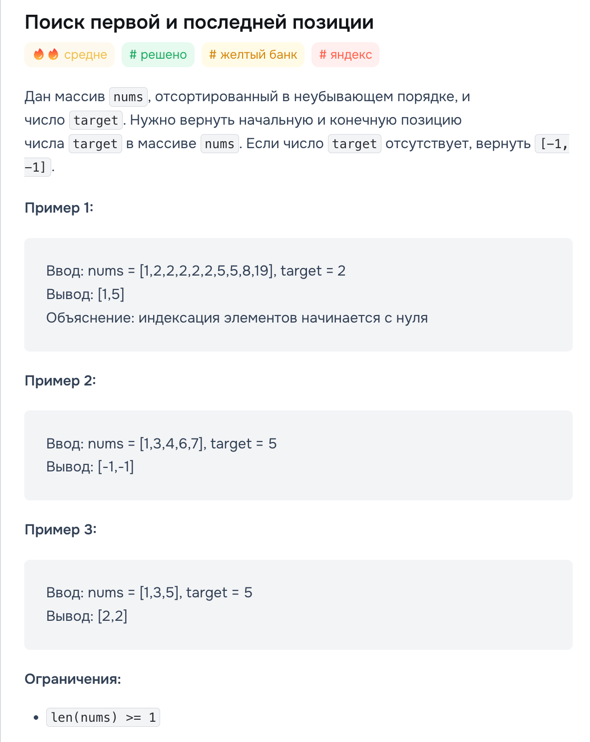 Поиск первой и последней позиции
🔥🔥 средне # решено # желтый банк # яндекс
Дан массив nums, отсортированный в неубывающем порядке, и
число target. Нужно вернуть начальную и конечную позицию
числа target в массиве nums. Если число target отсутствует, вернуть [-1,
-1].
Пример 1:
Ввод: nums = [1,2,2,2,2,2,5,5,8,19], target = 2
Вывод: [1,5]
Объяснение: индексация элементов начинается с нуля
Пример 2:
Ввод: nums = [1,3,4,6,7], target = 5
Вывод: [-1,-1]
Пример 3:
Ввод: nums = [1,3,5], target = 5
Вывод: [2,2]
Ограничения:
• len(nums) >= 1